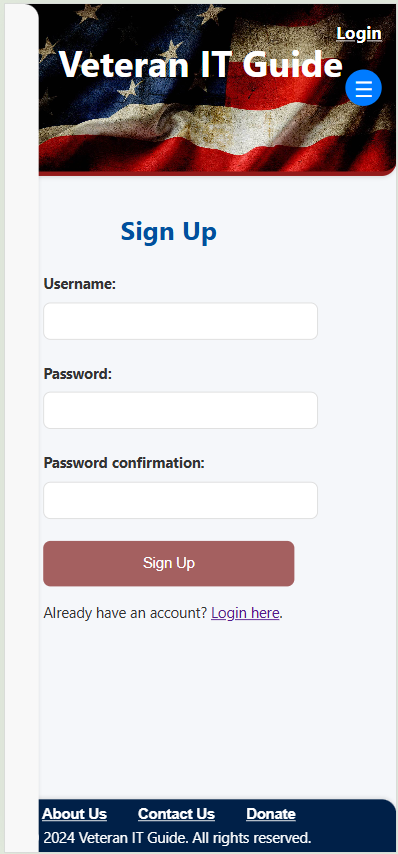 Login
Veteran IT Guide
Sign Up
Username:
Password:
Password confirmation:
Sign Up
Already have an account? Login here.
About Us Contact Us Donate
2024 Veteran IT Guide. All rights reserved.